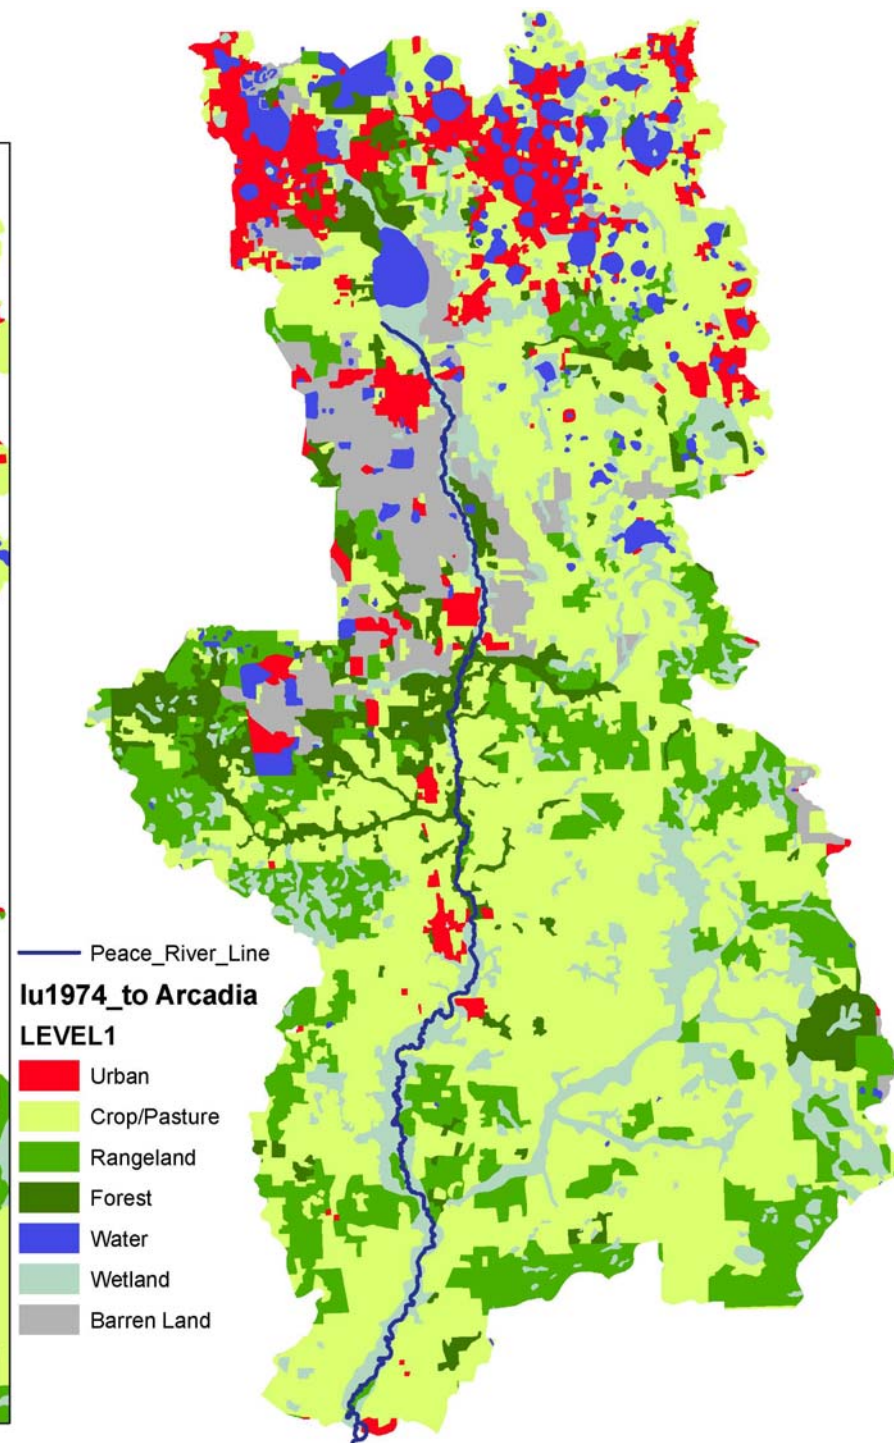 Peace_River_Line
lu1974_to Arcadia
LEVEL1
Urban
Crop/Pasture
Rangeland
Forest
Water
Wetland
Barren Land